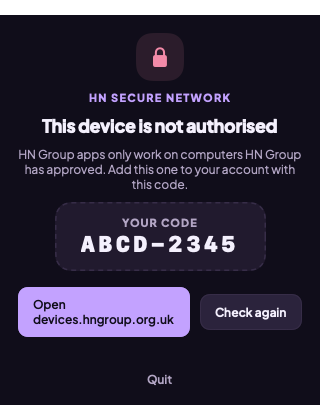 HN SECURE NETWORK
This device is not authorised
HN Group apps only work on computers HN Group
has approved. Add this one to your account with
this code.
YOUR CODE
ABCD–2345
Open
devices.hngroup.org.uk
Check again
Quit